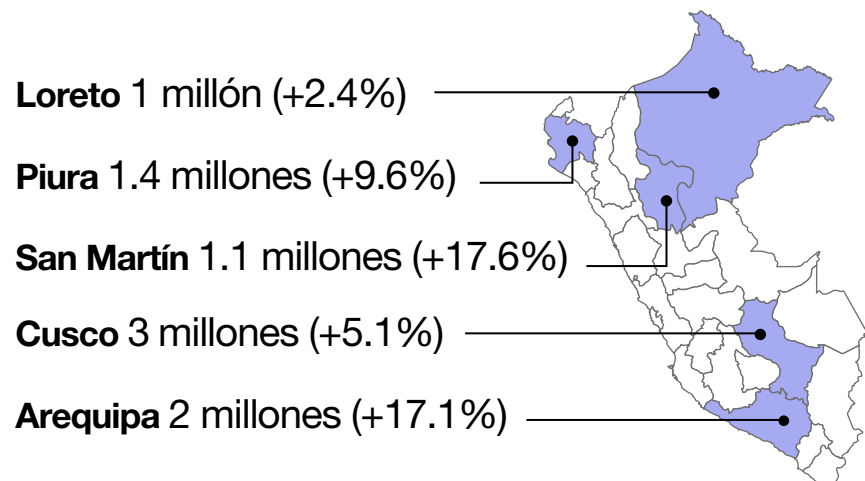 Loreto 1 millón (+2.4%)
Piura 1.4 millones (+9.6%)
San Martín 1.1 millones (+17.6%)
Cusco 3 millones (+5.1%)
Arequipa 2 millones (+17.1%)